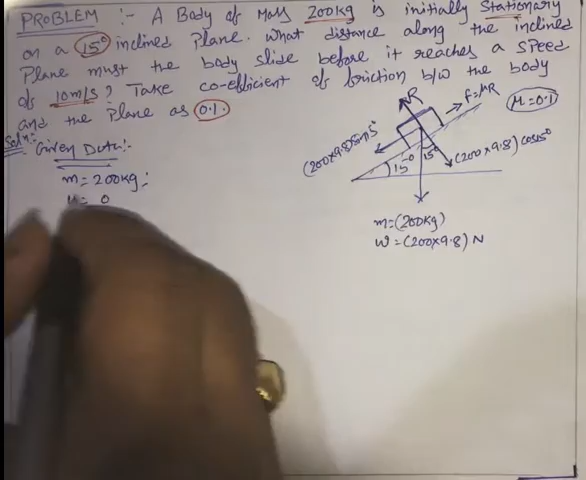 PROBLEM :- A Body of Mass 200kg is initially Stationary
on a 15° inclined Plane. What distance along the inclined
Plane must the body slide before it reaches a speed
of 10m/s? Take co-efficient of friction b/w the body
and the Plane as 0.1.
Solⁿ:-
Given Data:-
m=200kg:
u= 0
R
F=μR
μ=0.1
(200×9.8)sin15°
15°
15°
(200×9.8)cos15°
m=(200kg)
W=(200×9.8) N